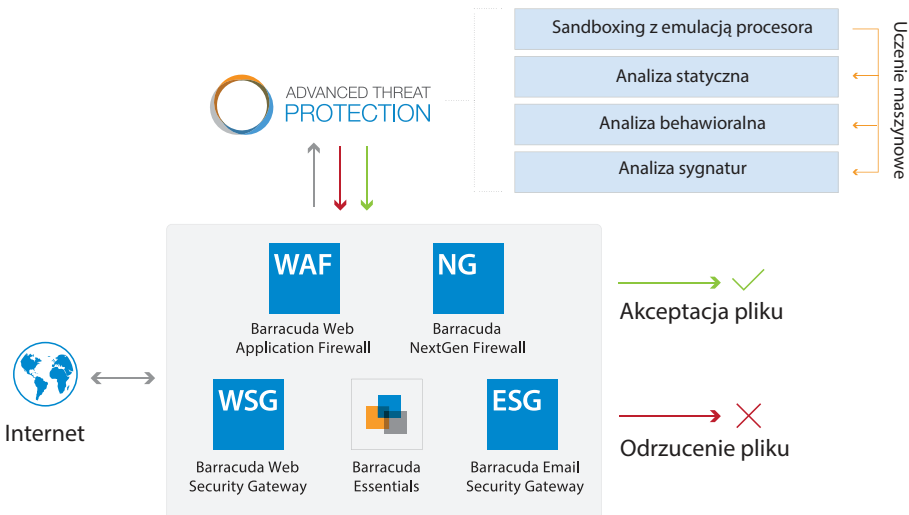 ADVANCED THREAT
PROTECTION
Sandboxing z emulacją procesora
Analiza statyczna
Analiza behawioralna
Analiza sygnatur
Uczenie maszynowe
WAF
Barracuda Web
Application Firewall
NG
Barracuda
NextGen Firewall
WSG
Barracuda Web
Security Gateway
Barracuda
Essentials
ESG
Barracuda Email
Security Gateway
Internet
Akceptacja pliku
Odrzucenie pliku